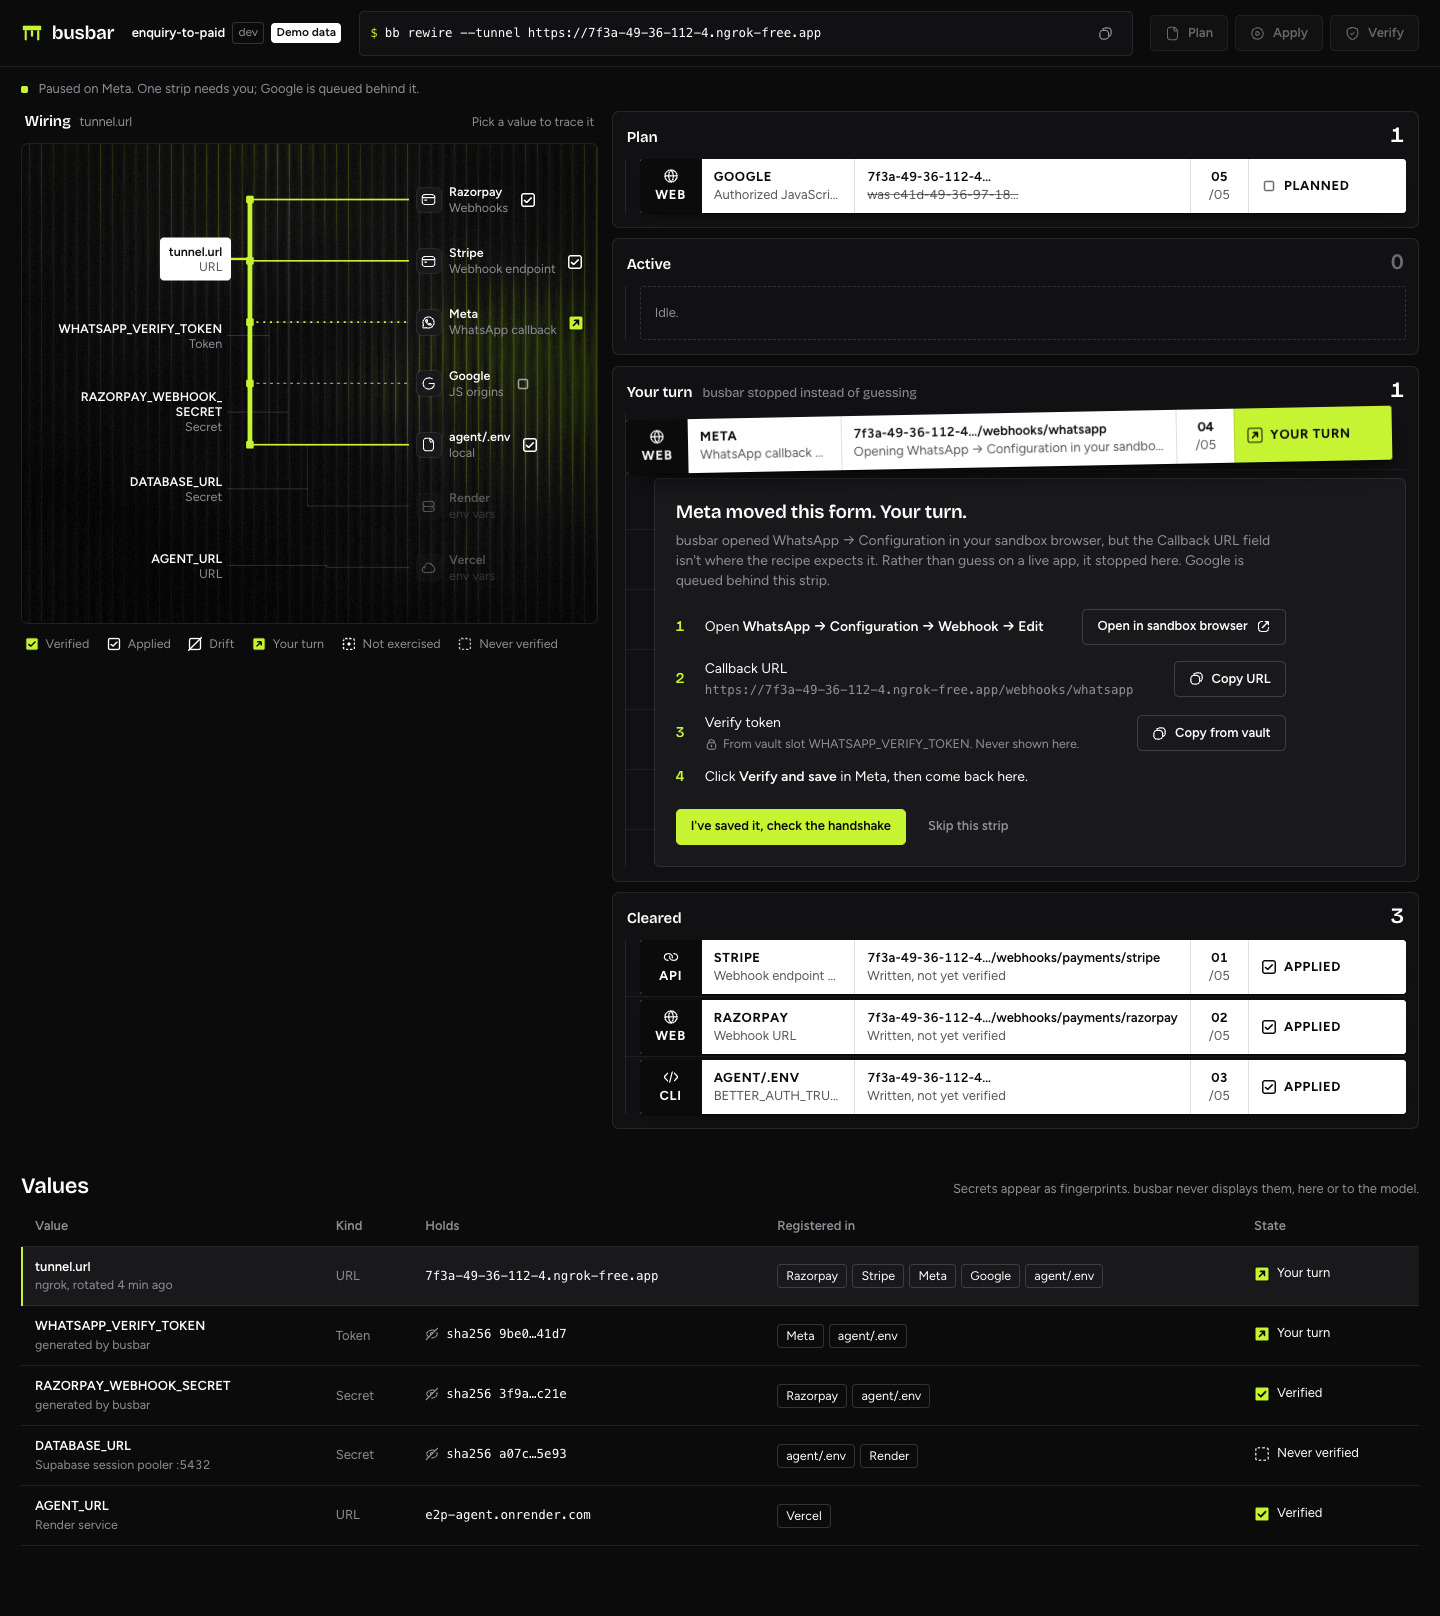 busbar
enquiry-to-paid dev Demo data
$ bb rewire --tunnel https://7f3a-49-36-112-4.ngrok-free.app
Plan
Apply
Verify
Paused on Meta. One strip needs you; Google is queued behind it.
Wiring tunnel.url
Pick a value to trace it
tunnel.url
URL
WHATSAPP_VERIFY_TOKEN
Token
RAZORPAY_WEBHOOK_
SECRET
Secret
DATABASE_URL
Secret
AGENT_URL
URL
Razorpay
Webhooks
Stripe
Webhook endpoint
Meta
WhatsApp callback
Google
JS origins
agent/.env
local
Render
env vars
Vercel
env vars
Verified
Applied
Drift
Your turn
Not exercised
Never verified
Plan 1
WEB
GOOGLE
Authorized JavaScri...
7f3a-49-36-112-4...
was c41d-49-36-97-18...
05
/05
PLANNED
Active 0
Idle.
Your turn busbar stopped instead of guessing 1
WEB
META
WhatsApp callback ...
7f3a-49-36-112-4.../webhooks/whatsapp
Opening WhatsApp → Configuration in your sandbo...
04
/05
YOUR TURN
Meta moved this form. Your turn.
busbar opened WhatsApp → Configuration in your sandbox browser, but the Callback URL field
isn't where the recipe expects it. Rather than guess on a live app, it stopped here. Google is
queued behind this strip.
1 Open WhatsApp → Configuration → Webhook → Edit
Open in sandbox browser
2 Callback URL
https://7f3a-49-36-112-4.ngrok-free.app/webhooks/whatsapp
Copy URL
3 Verify token
From vault slot WHATSAPP_VERIFY_TOKEN. Never shown here.
Copy from vault
4 Click Verify and save in Meta, then come back here.
I've saved it, check the handshake
Skip this strip
Cleared 3
API
STRIPE
Webhook endpoint ...
7f3a-49-36-112-4.../webhooks/payments/stripe
Written, not yet verified
01
/05
APPLIED
WEB
RAZORPAY
Webhook URL
7f3a-49-36-112-4.../webhooks/payments/razorpay
Written, not yet verified
02
/05
APPLIED
CLI
AGENT/.ENV
BETTER_AUTH_TRU...
7f3a-49-36-112-4...
Written, not yet verified
03
/05
APPLIED
Values
Secrets appear as fingerprints. busbar never displays them, here or to the model.
Value Kind Holds Registered in State
tunnel.url
ngrok, rotated 4 min ago
URL
7f3a-49-36-112-4.ngrok-free.app
Razorpay Stripe Meta Google agent/.env
Your turn
WHATSAPP_VERIFY_TOKEN
generated by busbar
Token
sha256 9be0…41d7
Meta agent/.env
Your turn
RAZORPAY_WEBHOOK_SECRET
generated by busbar
Secret
sha256 3f9a…c21e
Razorpay agent/.env
Verified
DATABASE_URL
Supabase session pooler :5432
Secret
sha256 a07c…5e93
agent/.env Render
Never verified
AGENT_URL
Render service
URL
e2p-agent.onrender.com
Vercel
Verified